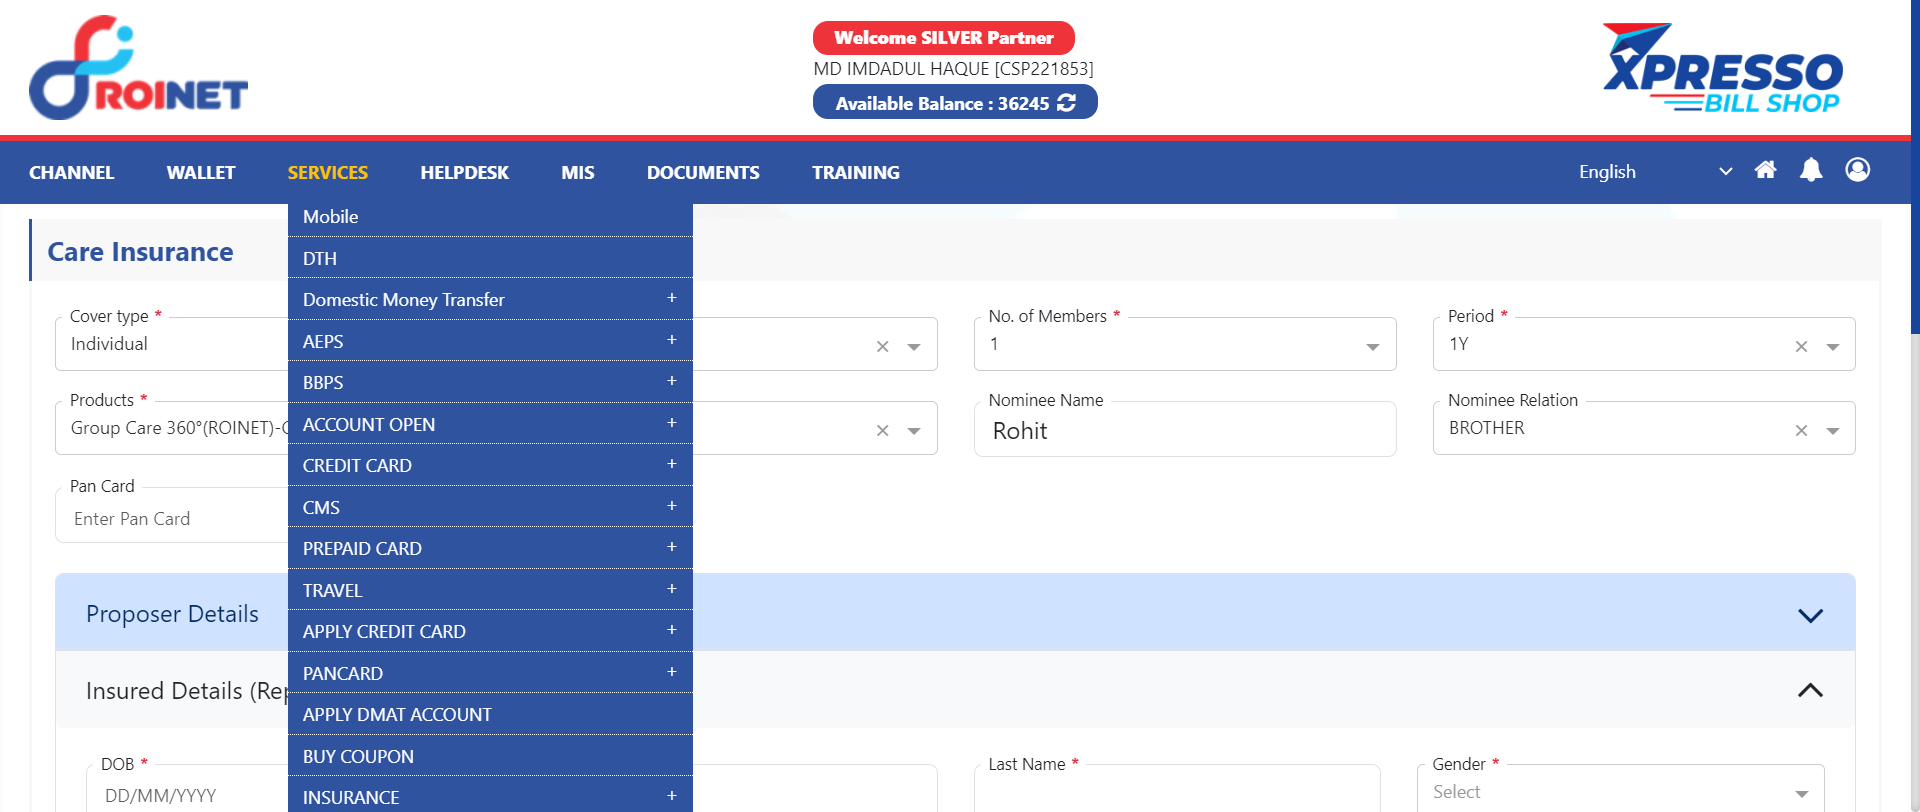 ROINET
Welcome SILVER Partner
MD IMDADUL HAQUE [CSP221853]
Available Balance : 36245
XPRESSO
BILL SHOP
CHANNEL WALLET SERVICES HELPDESK MIS DOCUMENTS TRAINING English
Care Insurance
Mobile
DTH
Domestic Money Transfer +
AEPS +
BBPS +
ACCOUNT OPEN +
CREDIT CARD +
CMS +
PREPAID CARD +
TRAVEL +
APPLY CREDIT CARD +
PANCARD +
APPLY DMAT ACCOUNT
BUY COUPON
INSURANCE +
Cover type *
Individual
No. of Members *
1
Period *
1Y
Products *
Group Care 360°(ROINET)-
Nominee Name
Rohit
Nominee Relation
BROTHER
Pan Card
Enter Pan Card
Proposer Details
Insured Details
DOB *
DD/MM/YYYY
Last Name *
Gender *
Select